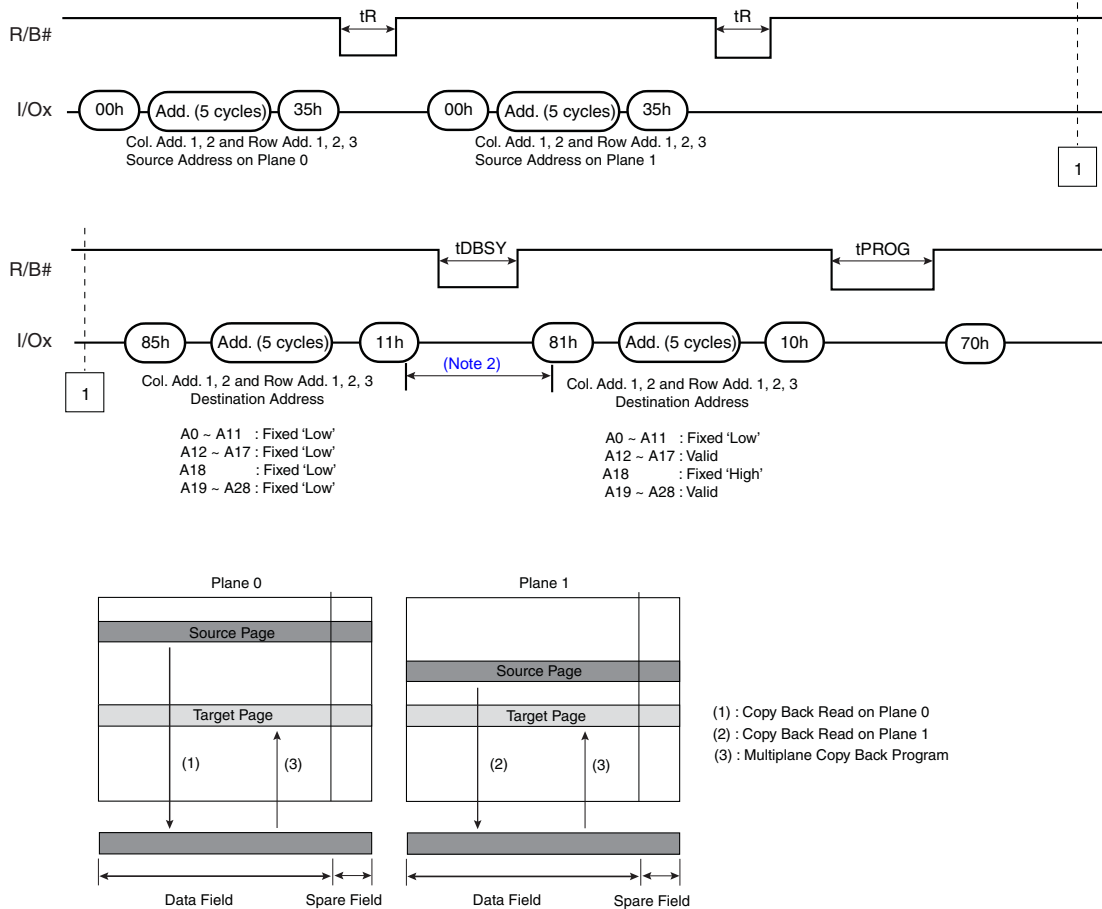 tR
tR
R/B#
I/Ox
00h
Add. (5 cycles)
35h
00h
Add. (5 cycles)
35h
Col. Add. 1, 2 and Row Add. 1, 2, 3
Source Address on Plane 0
Col. Add. 1, 2 and Row Add. 1, 2, 3
Source Address on Plane 1
1
tDBSY
tPROG
R/B#
I/Ox
85h
Add. (5 cycles)
11h
(Note 2)
81h
Add. (5 cycles)
10h
70h
1
Col. Add. 1, 2 and Row Add. 1, 2, 3
Destination Address
A0 ~ A11 : Fixed ‘Low’
A12 ~ A17 : Fixed ‘Low’
A18 : Fixed ‘Low’
A19 ~ A28 : Fixed ‘Low’
Col. Add. 1, 2 and Row Add. 1, 2, 3
Destination Address
A0 ~ A11 : Fixed ‘Low’
A12 ~ A17 : Valid
A18 : Fixed ‘High’
A19 ~ A28 : Valid
Plane 0
Source Page
Target Page
(1)
(3)
Data Field
Spare Field
Plane 1
Source Page
Target Page
(2)
(3)
Data Field
Spare Field
(1) : Copy Back Read on Plane 0
(2) : Copy Back Read on Plane 1
(3) : Multiplane Copy Back Program